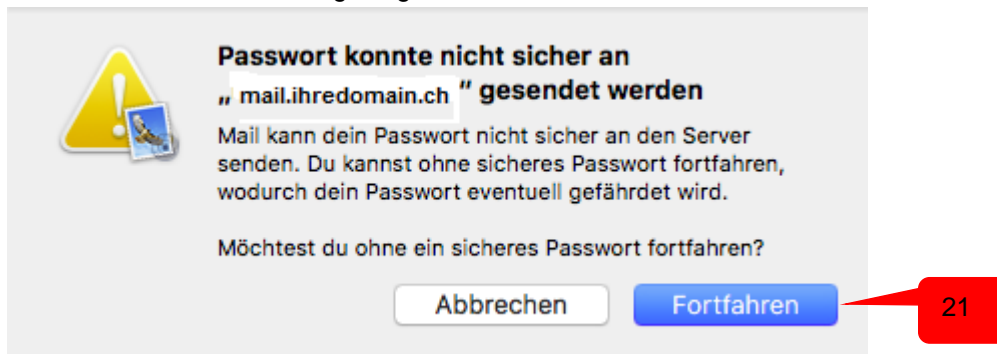 Passwort konnte nicht sicher an
„ mail.ihredomain.ch " gesendet werden
Mail kann dein Passwort nicht sicher an den Server
senden. Du kannst ohne sicheres Passwort fortfahren,
wodurch dein Passwort eventuell gefährdet wird.
Möchtest du ohne ein sicheres Passwort fortfahren?
Abbrechen
Fortfahren
21